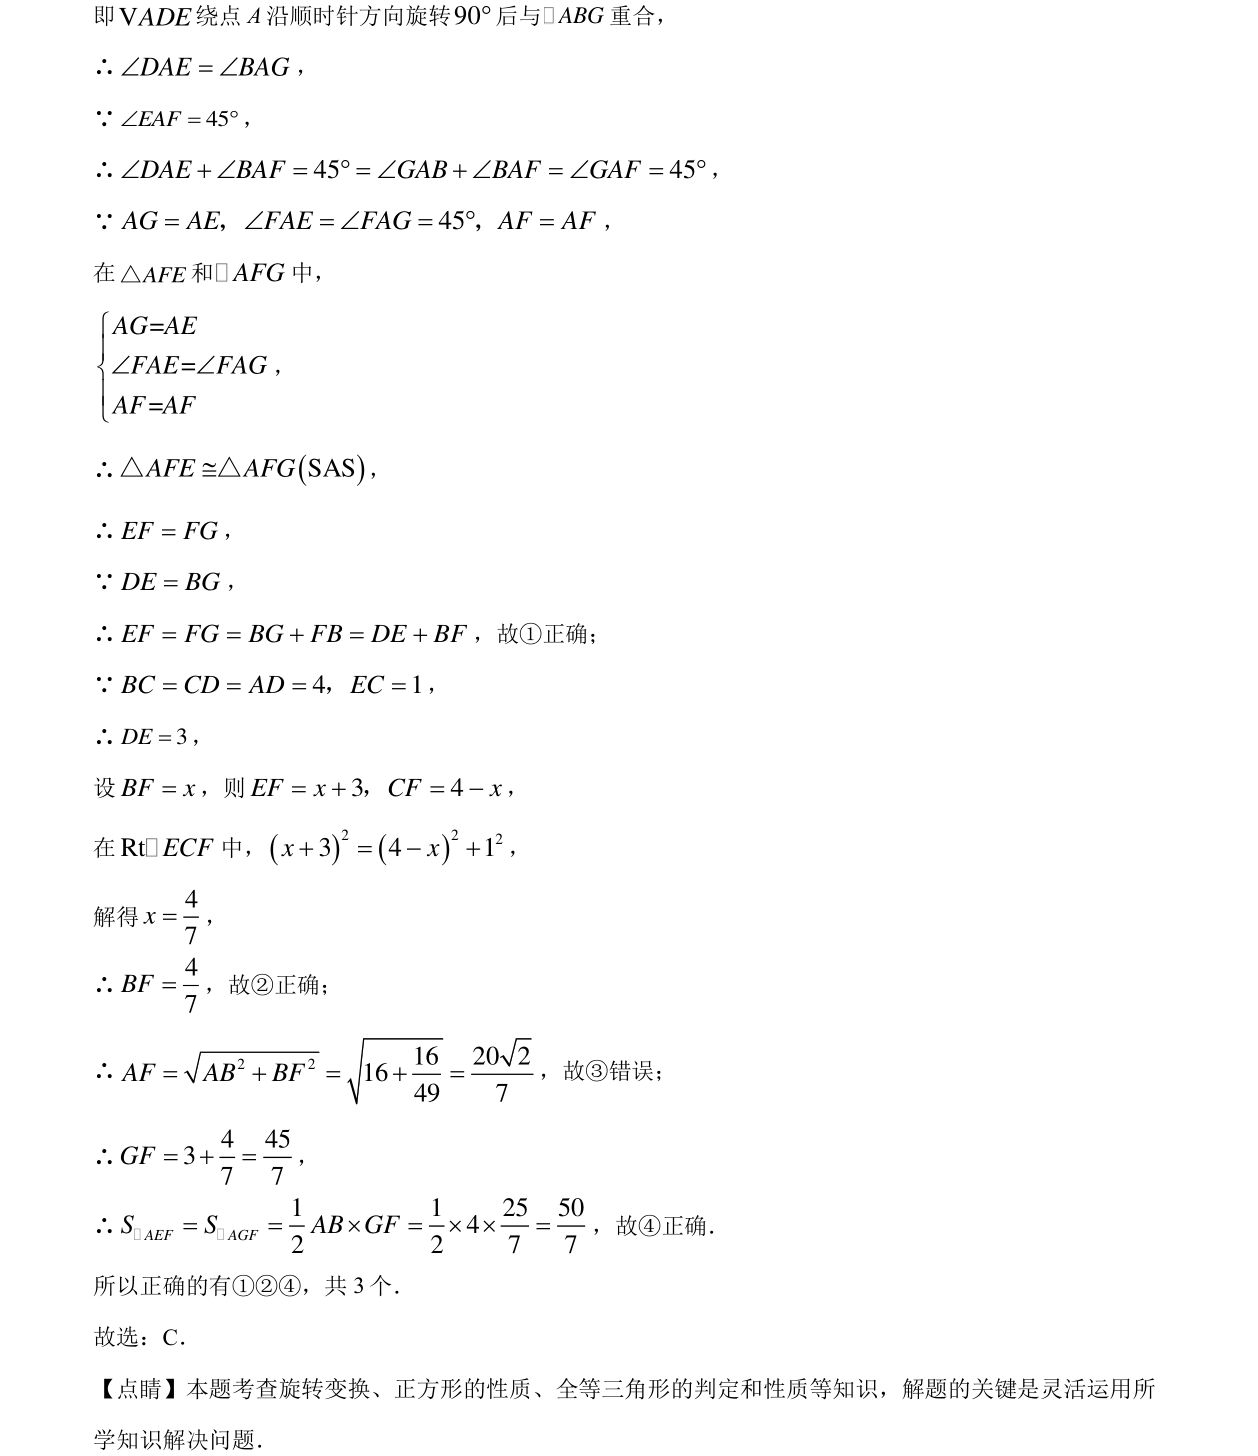 即VADE绕点 A 沿顺时针方向旋转90°后与□ABG重合，
∴∠DAE=∠BAG，
∵∠EAF=45°，
∴∠DAE+∠BAF=45°=∠GAB+∠BAF=∠GAF=45°，
∵AG=AE，∠FAE=∠FAG=45°，AF=AF，
在△AFE和□AFG中，
{AG=AE
∠FAE=∠FAG，
AF=AF
∴△AFE≅△AFG(SAS)，
∴EF=FG，
∵DE=BG，
∴EF=FG=BG+FB=DE+BF，故①正确；
∵BC=CD=AD=4，EC=1，
∴DE=3，
设BF=x，则EF=x+3，CF=4−x，
在Rt□ECF中，(x+3)²=(4−x)²+1²，
解得x=4/7，
∴BF=4/7，故②正确；
∴AF=√(AB²+BF²)=√(16+16/49)=20√2/7，故③错误；
∴GF=3+4/7=45/7，
∴S□AEF=S□AGF=1/2AB×GF=1/2×4×25/7=50/7，故④正确．
所以正确的有①②④，共 3 个．
故选：C．
【点睛】本题考查旋转变换、正方形的性质、全等三角形的判定和性质等知识，解题的关键是灵活运用所
学知识解决问题．